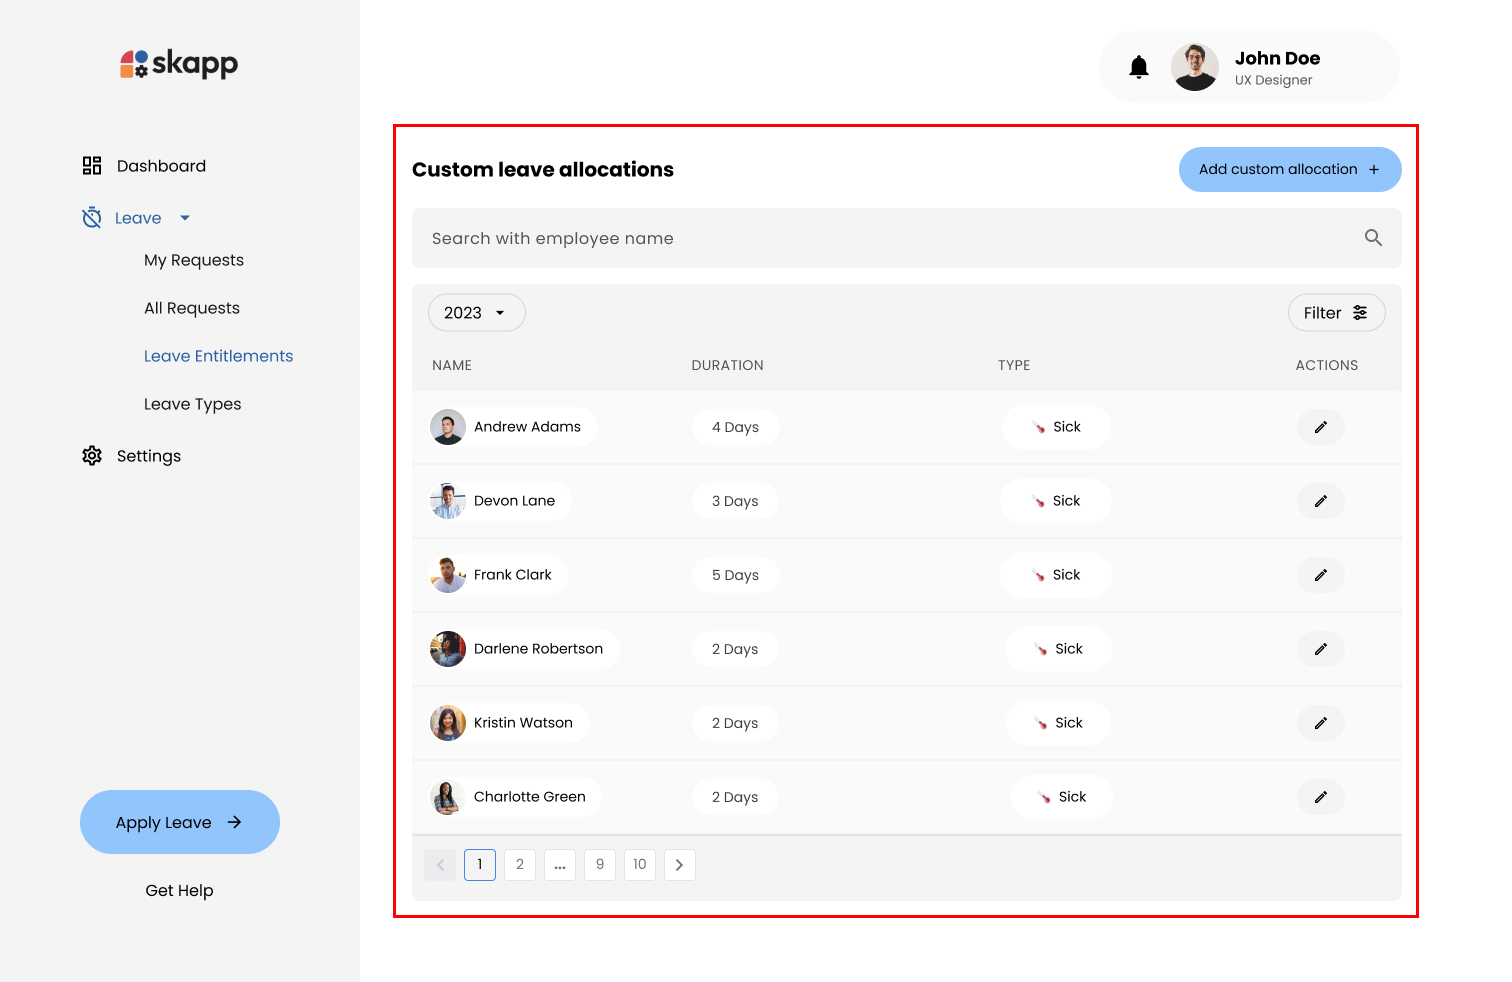 skapp
John Doe
UX Designer
Dashboard
Leave
My Requests
All Requests
Leave Entitlements
Leave Types
Settings
Apply Leave
Get Help
Custom leave allocations
Add custom allocation +
Search with employee name
2023
Filter
NAME DURATION TYPE ACTIONS
Andrew Adams 4 Days Sick
Devon Lane 3 Days Sick
Frank Clark 5 Days Sick
Darlene Robertson 2 Days Sick
Kristin Watson 2 Days Sick
Charlotte Green 2 Days Sick
1 2 ... 9 10